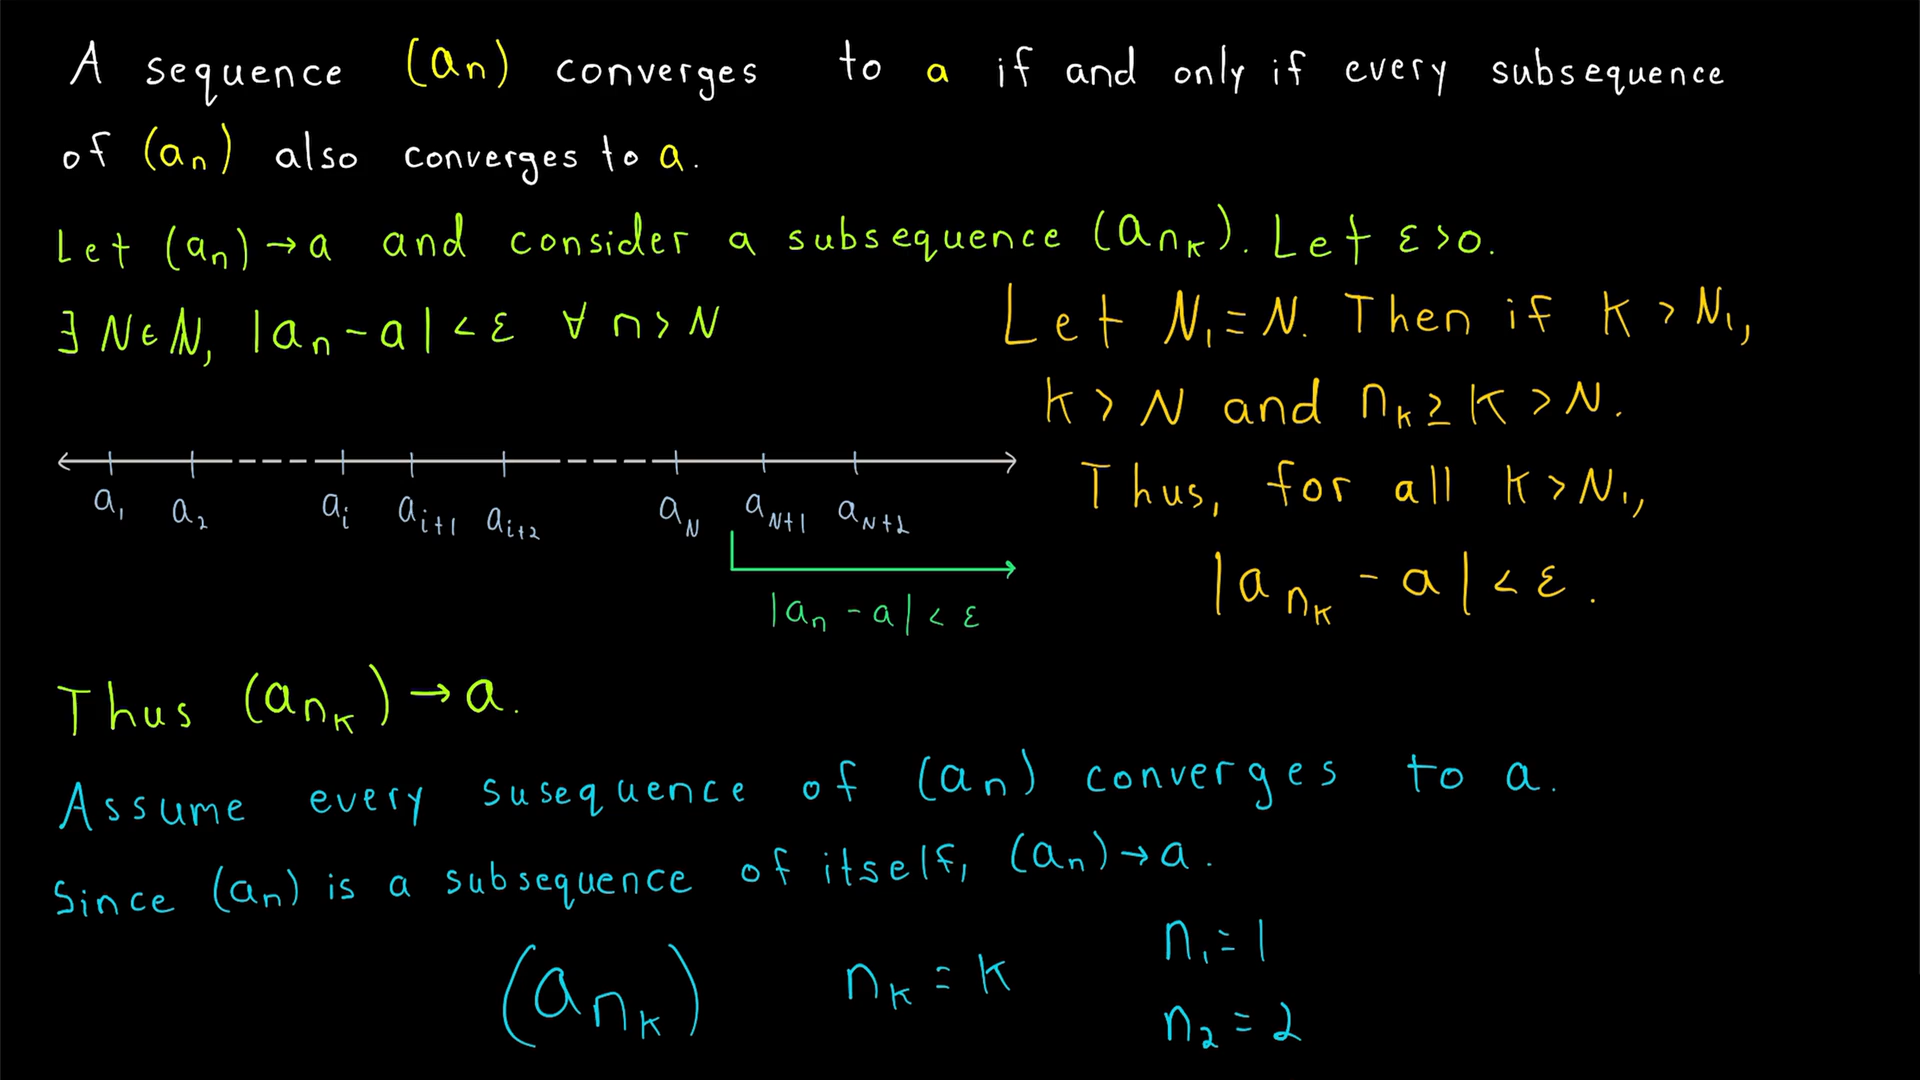 A sequence (aₙ) converges to a if and only if every subsequence
of (aₙ) also converges to a.
Let (aₙ) → a and consider a subsequence (aₙₖ). Let ε > 0.
∃ N ∈ ℕ, |aₙ - a| < ε ∀ n > N
Let N₁ = N. Then if k > N₁,
k > N and nₖ ≥ k > N.
Thus, for all k > N₁,
|aₙₖ - a| < ε.
a₁ a₂ aᵢ aᵢ₊₁ aᵢ₊₂ a_N a_N+1 a_N+2
|aₙ - a| < ε
Thus (aₙₖ) → a.
Assume every susequence of (aₙ) converges to a.
Since (aₙ) is a subsequence of itself, (aₙ) → a.
(aₙₖ) nₖ = k n₁ = 1
n₂ = 2